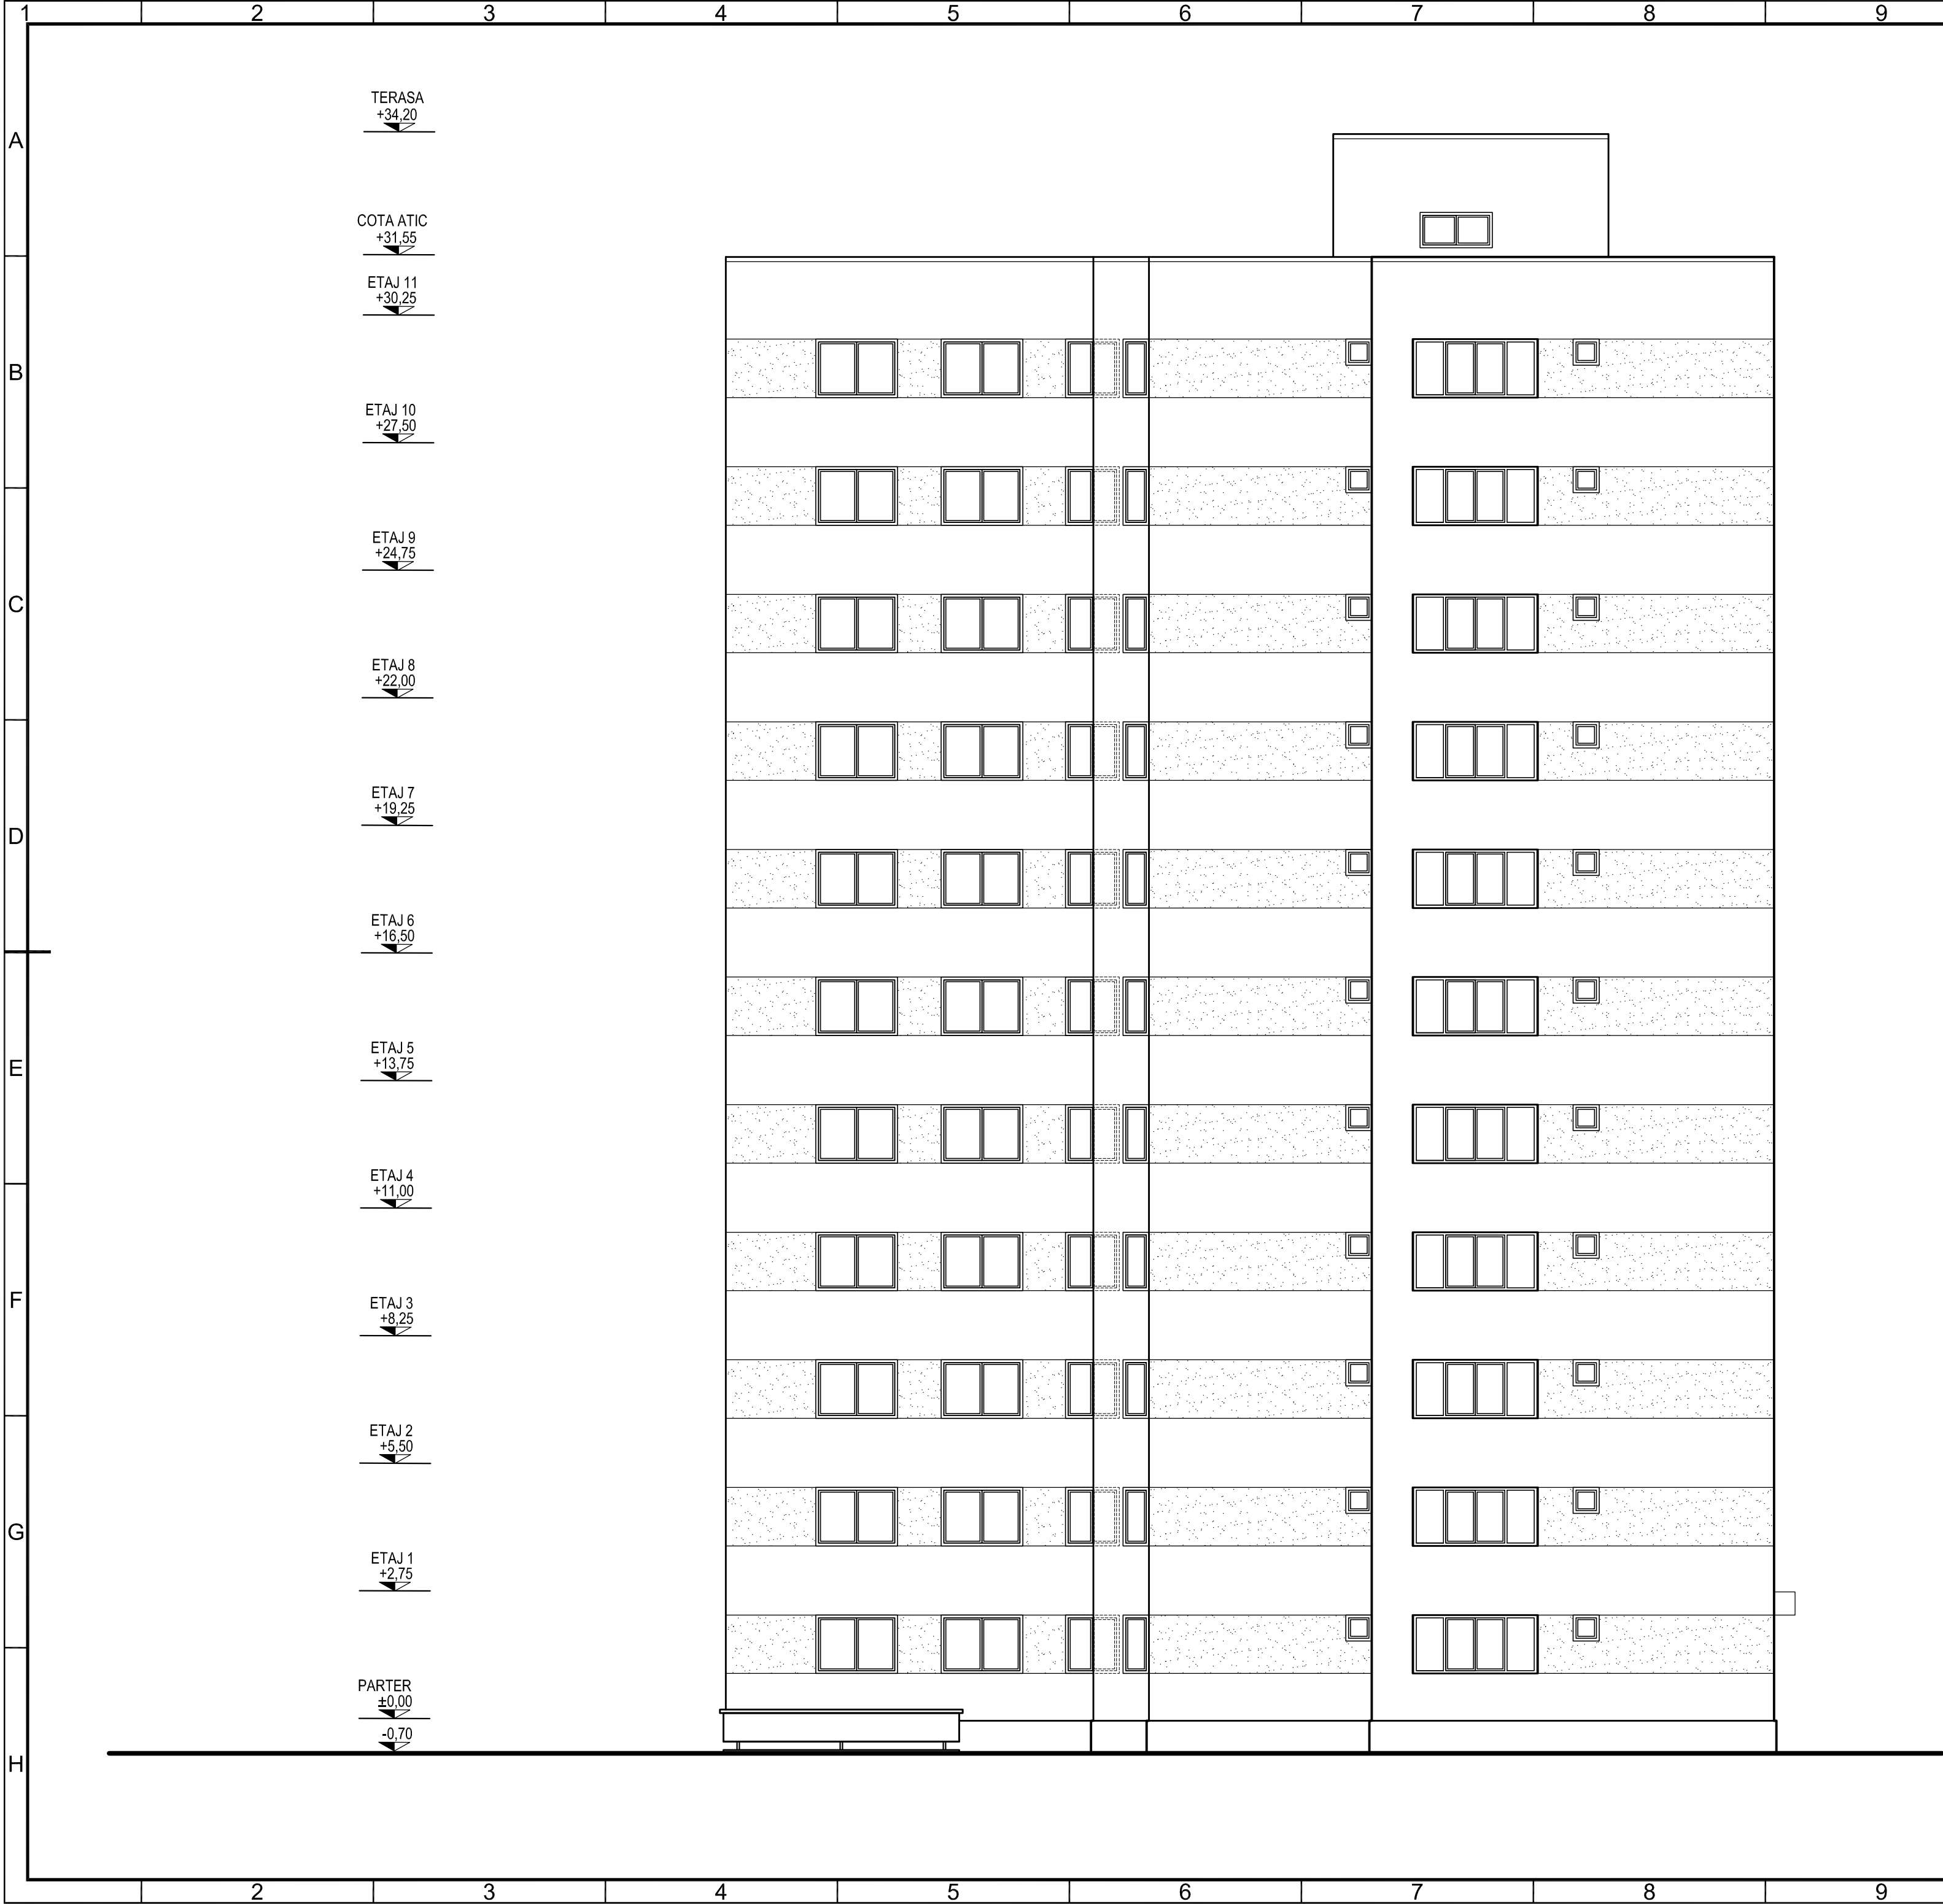 1 2 3 4 5 6 7 8 9
TERASA
+34,20
A
COTA ATIC
+31,55
ETAJ 11
+30,25
B
ETAJ 10
+27,50
ETAJ 9
+24,75
C
ETAJ 8
+22,00
ETAJ 7
+19,25
D
ETAJ 6
+16,50
ETAJ 5
+13,75
E
ETAJ 4
+11,00
ETAJ 3
+8,25
F
ETAJ 2
+5,50
G
ETAJ 1
+2,75
PARTER
±0,00
-0,70
H
2 3 4 5 6 7 8 9